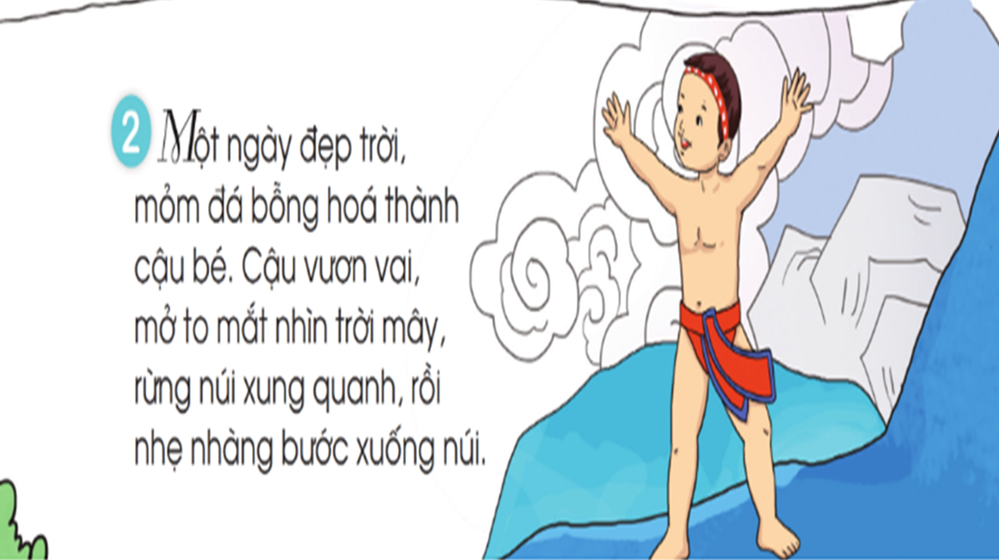 2 Một ngày đẹp trời,
mỏm đá bỗng hoá thành
cậu bé. Cậu vươn vai,
mở to mắt nhìn trời mây,
rừng núi xung quanh, rồi
nhẹ nhàng bước xuống núi.